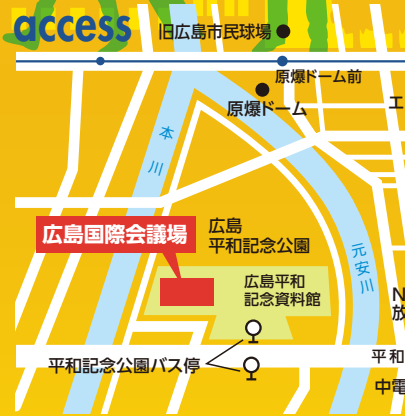 access
旧広島市民球場
原爆ドーム前
原爆ドーム
エ
本川
広島国際会議場
広島
平和記念公園
元安川
広島平和
記念資料館
N
放
平和記念公園バス停
平和
中電